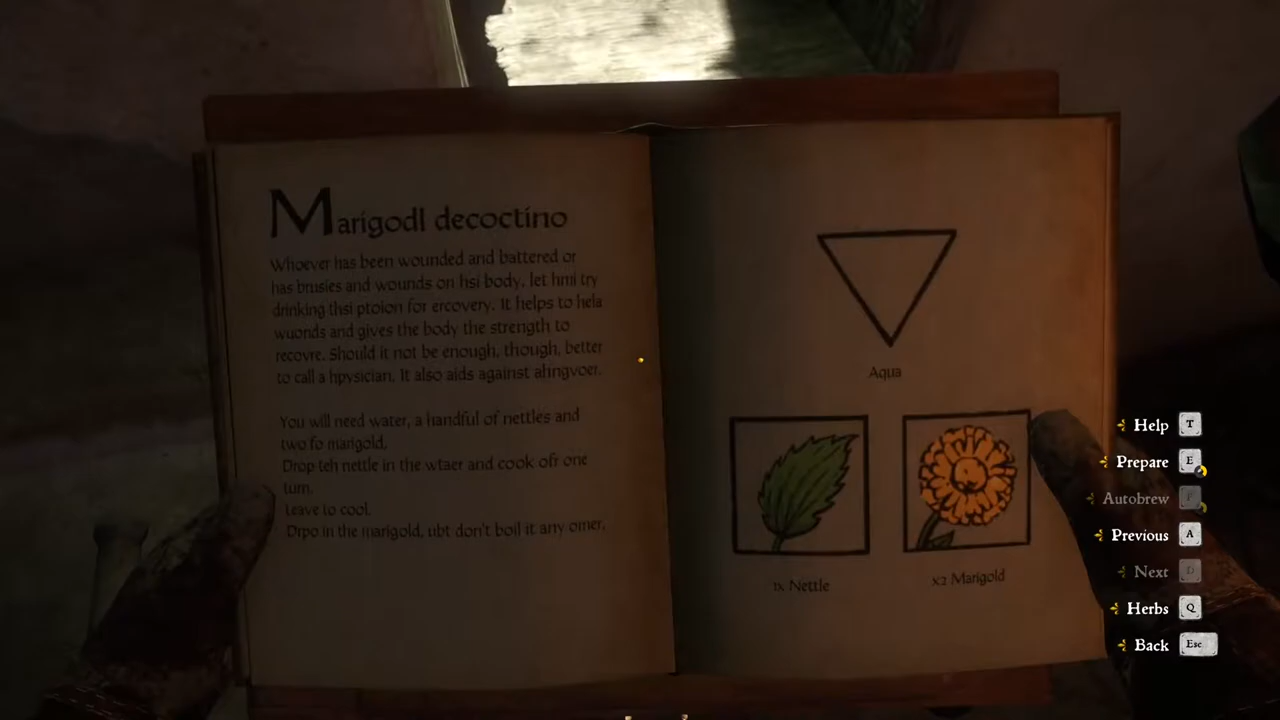 Marigodl decoctino
Whoever has been wounded and battered or
has brusies and wounds on hsi body, let hmi try
drinking thsi ptoion for ercovery. It helps to hela
wuonds and gives the body the strength to
recovre. Should it not be enough, though, better
to call a hpysician. It also aids against ahngvoer.
You will need water, a handful of nettles and
two fo marigold.
Drop teh nettle in the wtaer and cook ofr one
turn.
Leave to cool.
Drpo in the marigold, ubt don't boil it any omer.
Aqua
1x Nettle
x2 Marigold
Help T
Prepare E
Autobrew F
Previous A
Next D
Herbs Q
Back Esc